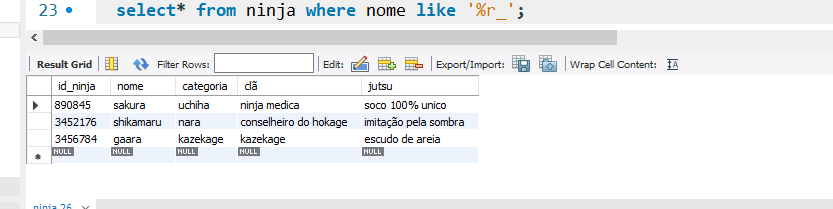 23 select* from ninja where nome like '%r_';
Result Grid Filter Rows: Edit: Export/Import: Wrap Cell Content: IA
id_ninja nome categoria clã jutsu
890845 sakura uchiha ninja medica soco 100% unico
3452176 shikamaru nara conselheiro do hokage imitação pela sombra
3456784 gaara kazekage kazekage escudo de areia
NULL NULL NULL NULL NULL
ninja 26